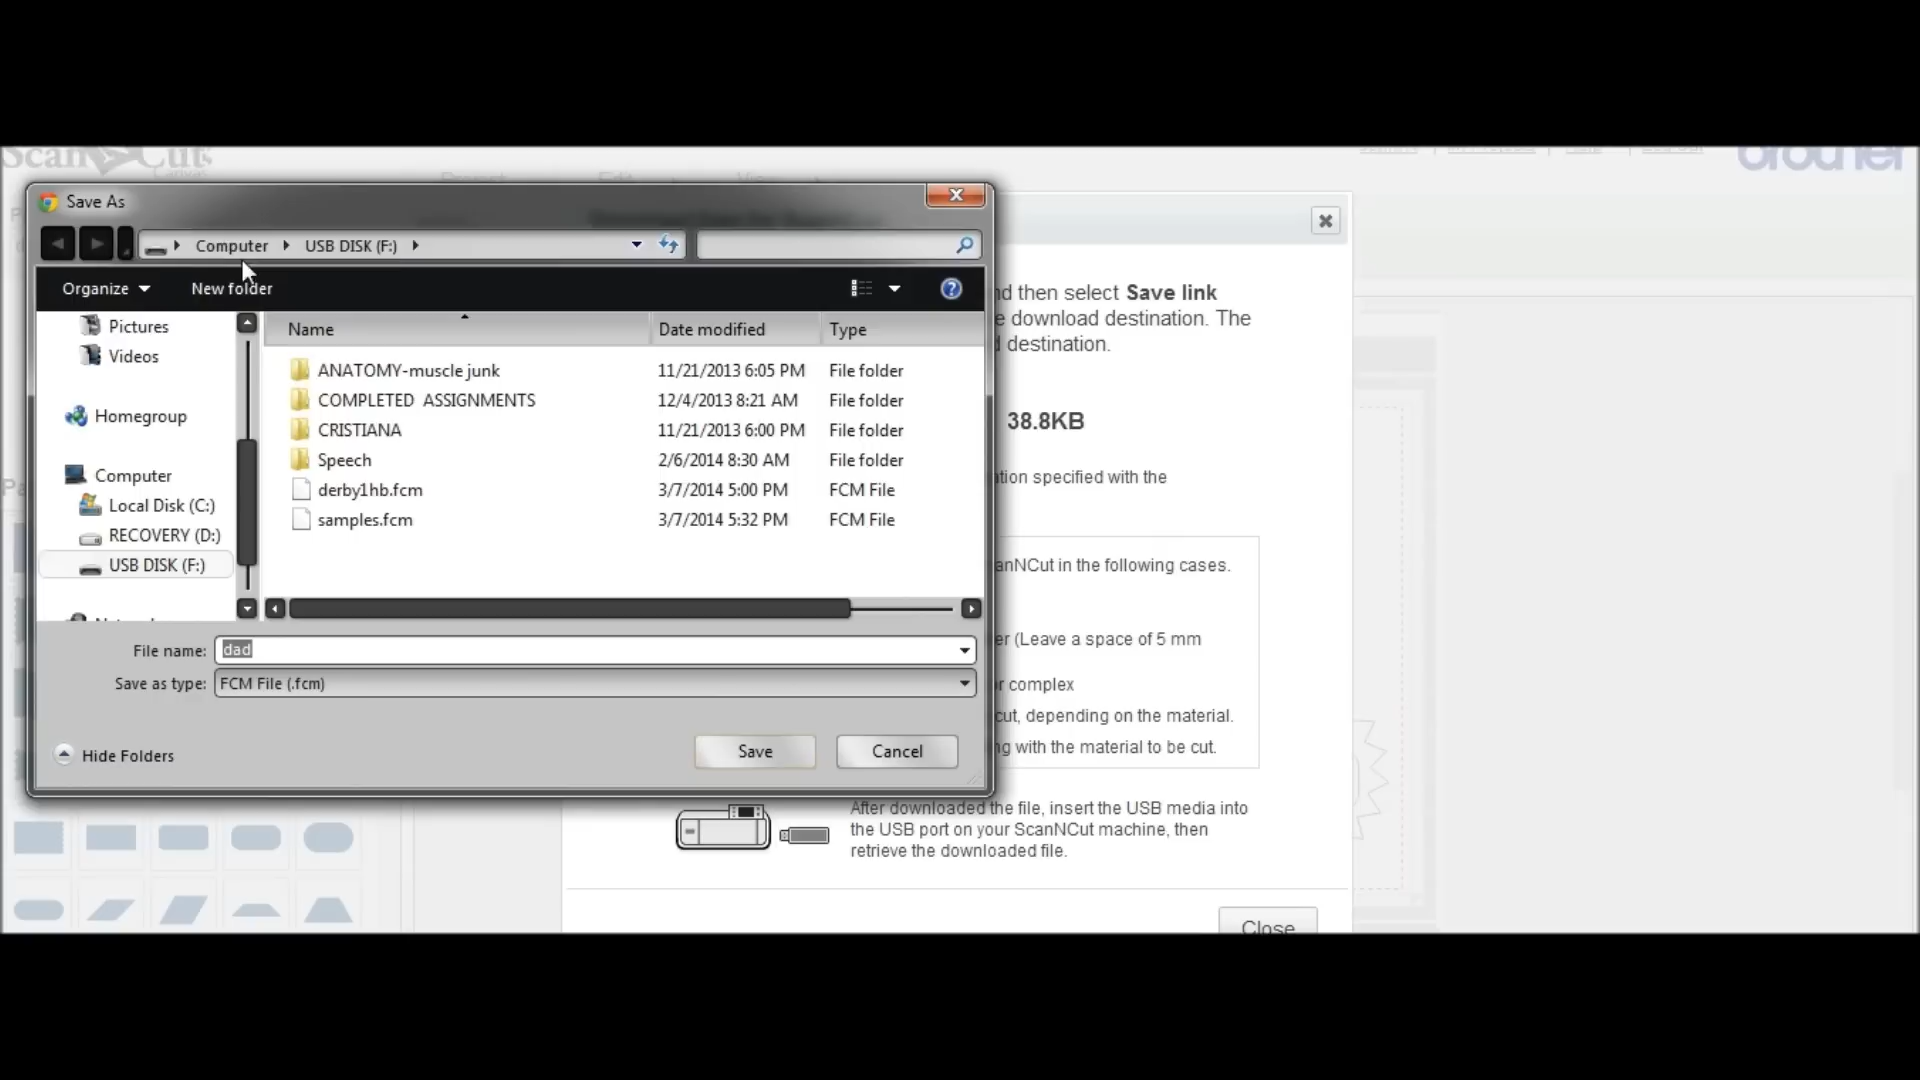 ScanNCut
Canvas
brother
Save As
Computer USB DISK (F:)
Organize New folder
Pictures
Videos
Homegroup
Computer
Local Disk (C:)
RECOVERY (D:)
USB DISK (F:)
Name Date modified Type
ANATOMY-muscle junk 11/21/2013 6:05 PM File folder
COMPLETED ASSIGNMENTS 12/4/2013 8:21 AM File folder
CRISTIANA 11/21/2013 6:00 PM File folder
Speech 2/6/2014 8:30 AM File folder
derby1hb.fcm 3/7/2014 5:00 PM FCM File
samples.fcm 3/7/2014 5:32 PM FCM File
File name: dad
Save as type: FCM File (.fcm)
Hide Folders Save Cancel
nd then select Save link
e download destination. The
d destination.
38.8KB
tion specified with the
anNCut in the following cases.
er (Leave a space of 5 mm
or complex
cut, depending on the material.
ng with the material to be cut.
After downloaded the file, insert the USB media into
the USB port on your ScanNCut machine, then
retrieve the downloaded file.
Close